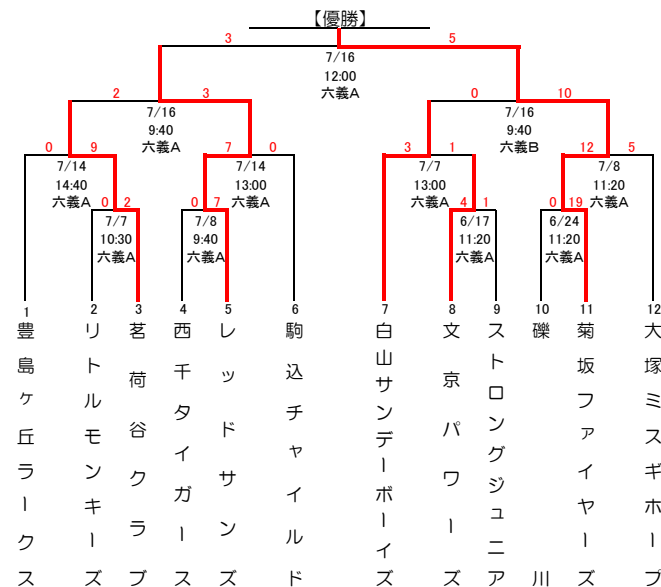 【優勝】
3 5
7/16
12:00
六義A
2 3 0 10
7/16 7/16
9:40 9:40
六義A 六義B
0 9 7 0 3 1 12 5
7/14 7/14 7/7 7/8
14:40 13:00 13:00 11:20
六義A 六義A 六義A 六義A
0 2 0 7 4 1 0 19
7/7 7/8 6/17 6/24
10:30 9:40 11:20 11:20
六義A 六義A 六義A 六義A
1 2 3 4 5 6 7 8 9 10 11 12
豊島ヶ丘ラークス
リトルモンキーズ
茗荷谷クラブ
西千タイガース
レッドサンズ
駒込チャイルド
白山サンデーボーイズ
文京パワーズ
ストロングジュニア
礫川
菊坂ファイヤーズ
大塚ミスギホープ